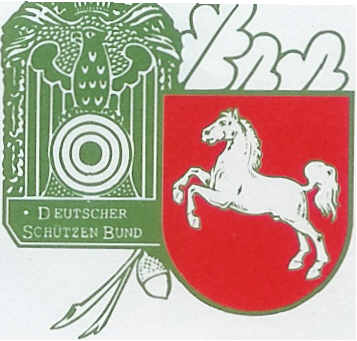 · DEUTSCHER
SCHÜTZEN BUND